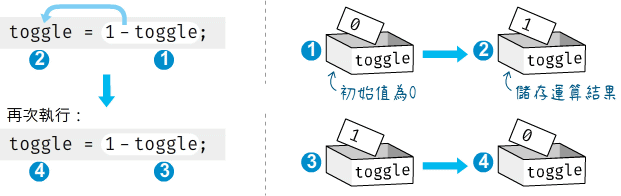 toggle = 1 - toggle;
2 1
再次執行：
toggle = 1 - toggle;
4 3
0 1
1 toggle 2 toggle
初始值為0 儲存運算結果
1 0
3 toggle 4 toggle